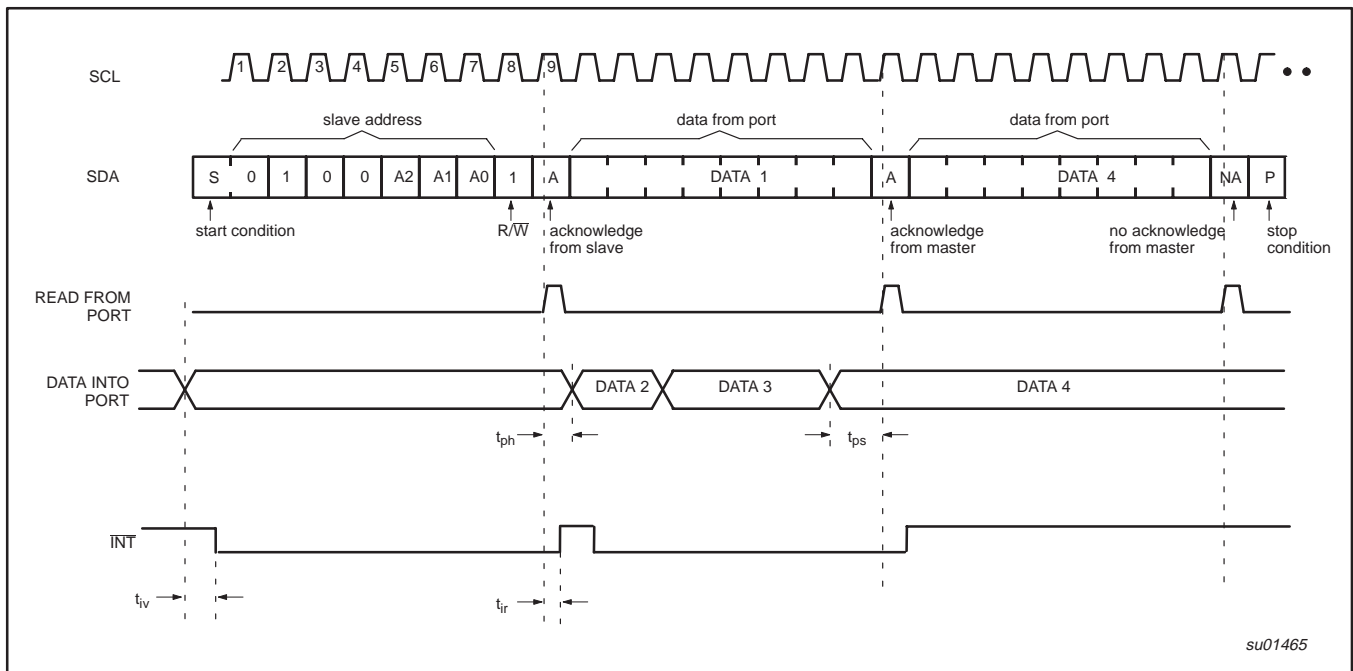 1 2 3 4 5 6 7 8 9
SCL
slave address data from port data from port
SDA S 0 1 0 0 A2 A1 A0 1 A DATA 1 A DATA 4 NA P
start condition R/W̅ acknowledge from slave acknowledge from master no acknowledge from master stop condition
READ FROM PORT
DATA INTO PORT DATA 2 DATA 3 DATA 4
tph tps
I̅N̅T̅
tiv tir
su01465